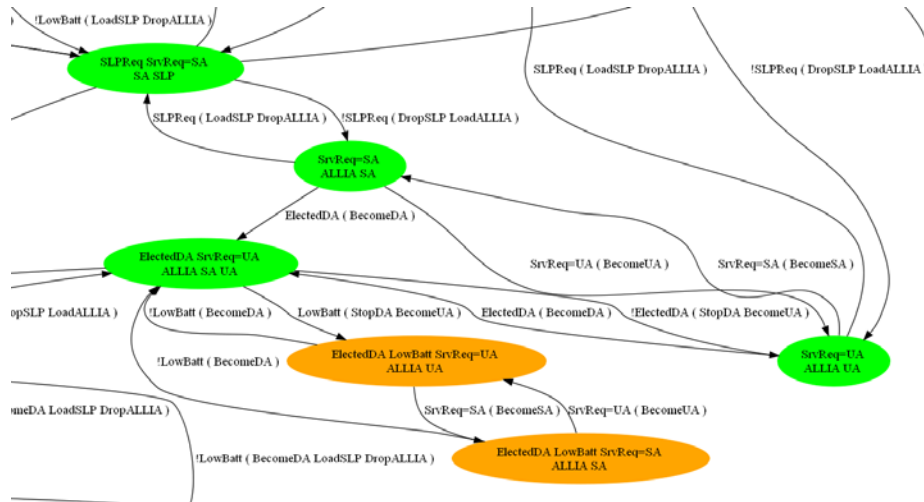 !LowBatt ( LoadSLP DropALLIA )
SLPReq SrvReq=SA
SA SLP
SLPReq ( LoadSLP DropALLIA )
!SLPReq ( DropSLP LoadALLIA )
SLPReq ( LoadSLP DropALLIA )
!SLPReq ( DropSLP LoadALLIA )
SrvReq=SA
ALLIA SA
ElectedDA ( BecomeDA )
ElectedDA SrvReq=UA
ALLIA SA UA
SrvReq=UA ( BecomeUA )
SrvReq=SA ( BecomeSA )
opSLP LoadALLIA )
!LowBatt ( BecomeDA )
LowBatt ( StopDA BecomeUA )
ElectedDA ( BecomeDA )
!ElectedDA ( StopDA BecomeUA )
ElectedDA LowBatt SrvReq=UA
ALLIA UA
SrvReq=UA
ALLIA UA
!LowBatt ( BecomeDA )
omeDA LoadSLP DropALLIA )
SrvReq=SA ( BecomeSA )
SrvReq=UA ( BecomeUA )
!LowBatt ( BecomeDA LoadSLP DropALLIA )
ElectedDA LowBatt SrvReq=SA
ALLIA SA